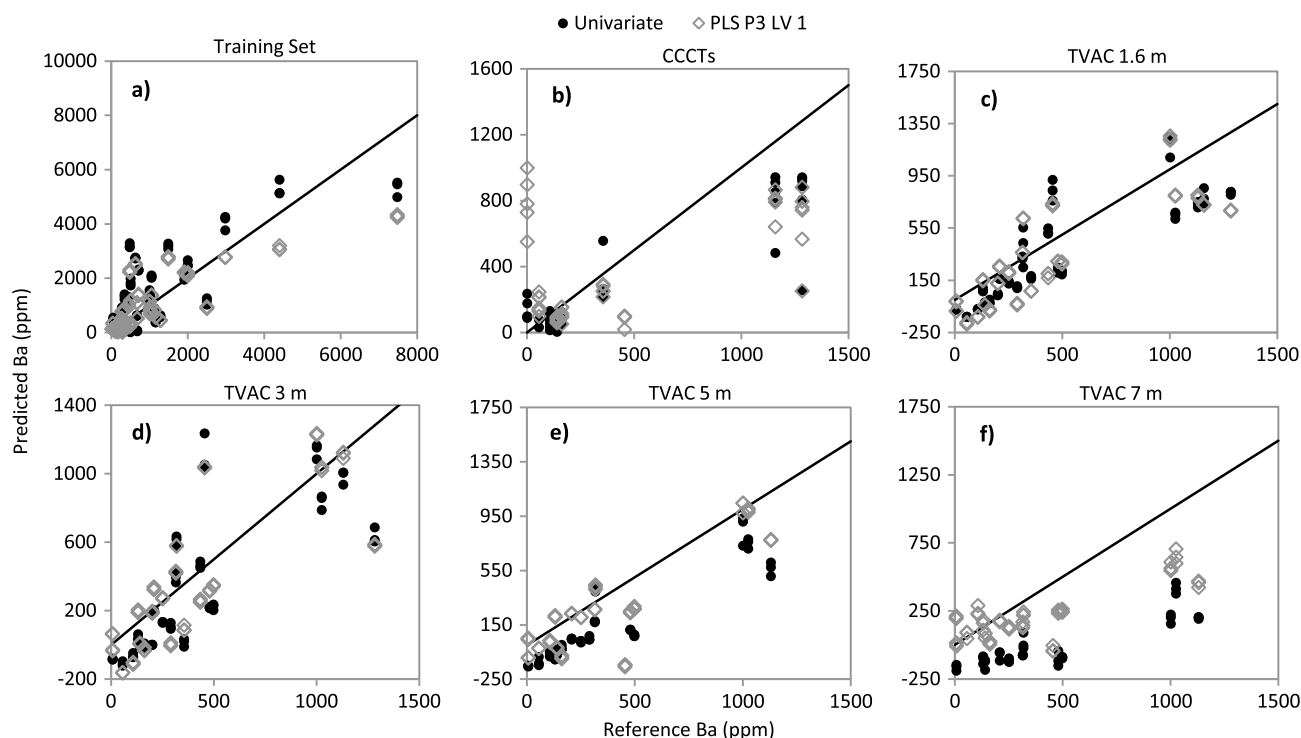 Univariate PLS P3 LV 1
Training Set
CCCTs
TVAC 1.6 m
a)
b)
c)
10000
8000
6000
4000
2000
0
0 2000 4000 6000 8000
1600
1200
800
400
0
0 500 1000 1500
1750
1350
950
550
150
-250
0 500 1000 1500
Predicted Ba (ppm)
TVAC 3 m
TVAC 5 m
TVAC 7 m
d)
e)
f)
1400
1000
600
200
-200
0 500 1000 1500
1750
1350
950
550
150
-250
0 500 1000 1500
1750
1250
750
250
-250
0 500 1000 1500
Reference Ba (ppm)